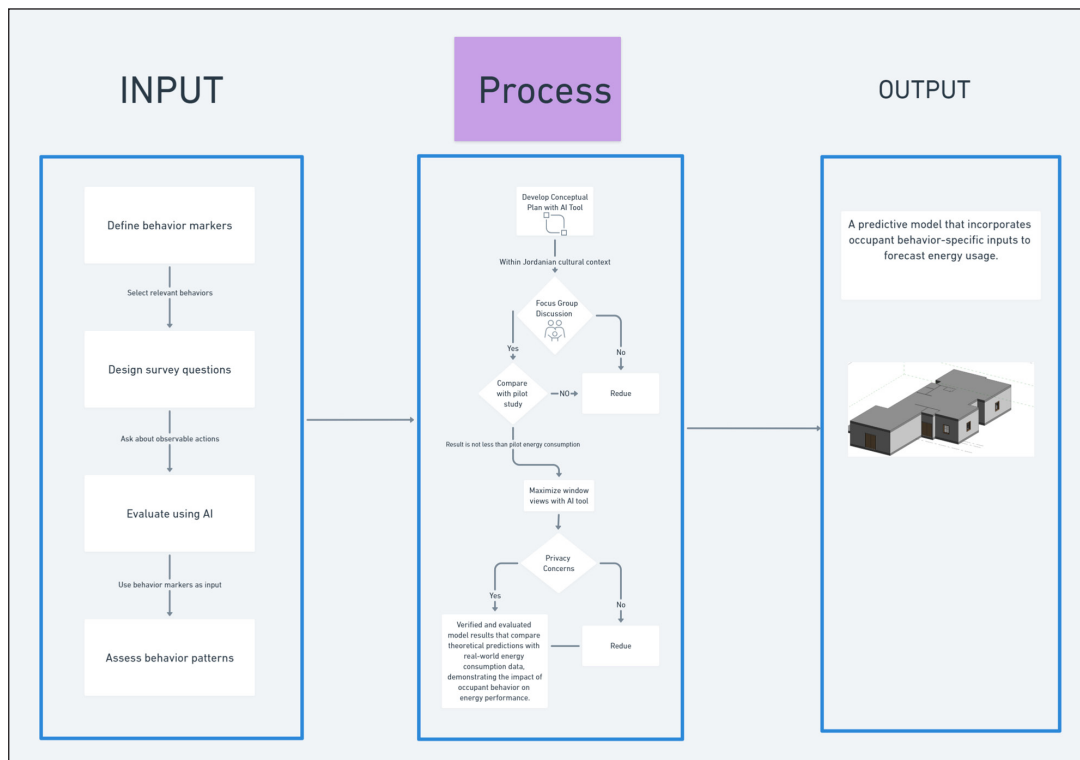 INPUT
Process
OUTPUT
Define behavior markers
Select relevant behaviors
Design survey questions
Ask about observable actions
Evaluate using AI
Use behavior markers as input
Assess behavior patterns
Develop Conceptual
Plan with AI Tool
Within Jordanian cultural context
Focus Group
Discussion
Yes
No
Compare
with pilot
study
NO
Redue
Result is not less than pilot energy consumption
Maximize window
views with AI tool
Privacy
Concerns
Yes
No
Verified and evaluated
model results that compare
theoretical predictions with
real-world energy
consumption data,
demonstrating the impact of
occupant behavior on
energy performance.
Redue
A predictive model that incorporates
occupant behavior-specific inputs to
forecast energy usage.